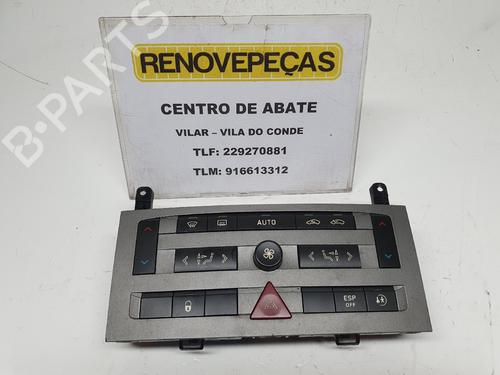 B-PARTS
RENOVEPEÇAS
CENTRO DE ABATE
VILAR – VILA DO CONDE
TLF: 229270881
TLM: 916613312
AUTO
ESP
OFF